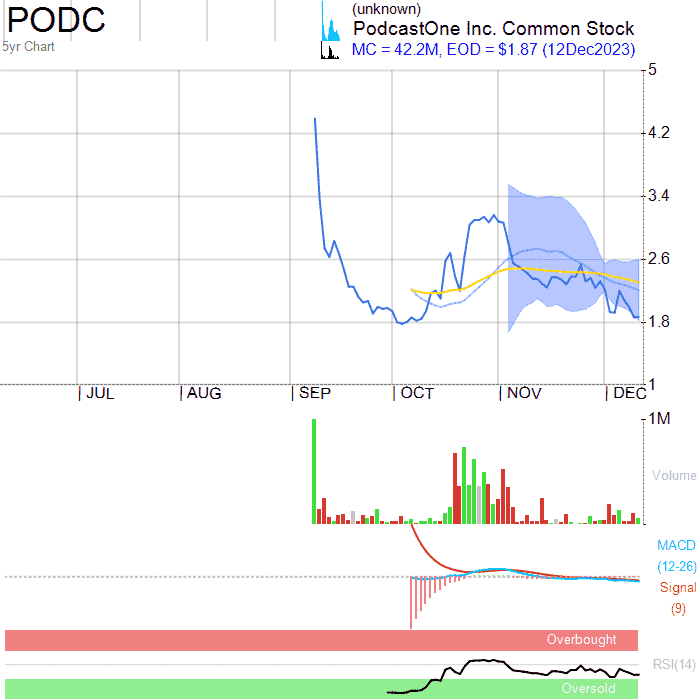 PODC
(unknown)
PodcastOne Inc. Common Stock
5yr Chart
MC = 42.2M, EOD = $1.87 (12Dec2023)
5
4.2
3.4
2.6
1.8
1
| JUL | AUG | SEP | OCT | NOV | DEC
1M
Volume
MACD
(12-26)
Signal
(9)
Overbought
RSI(14)
Oversold